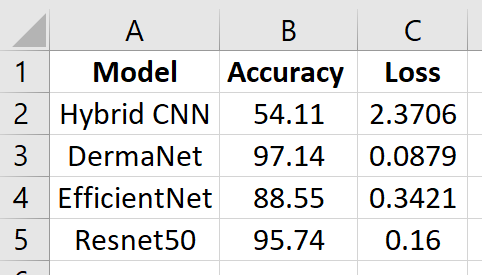 A B C
1 Model Accuracy Loss
2 Hybrid CNN 54.11 2.3706
3 DermaNet 97.14 0.0879
4 EfficientNet 88.55 0.3421
5 Resnet50 95.74 0.16